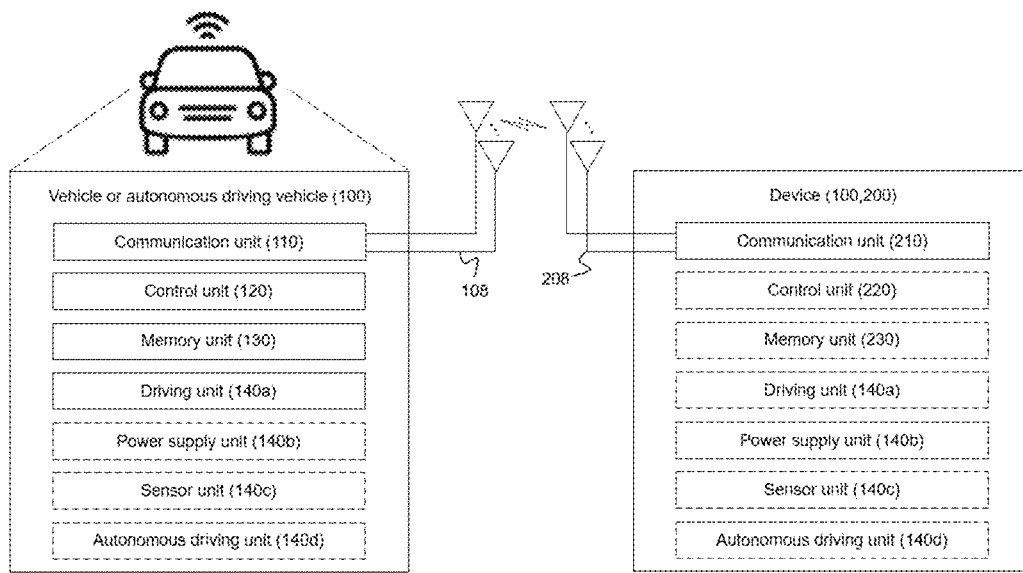 Vehicle or autonomous driving vehicle (100)
Communication unit (110)
Control unit (120)
Memory unit (130)
Driving unit (140a)
Power supply unit (140b)
Sensor unit (140c)
Autonomous driving unit (140d)
108
208
Device (100,200)
Communication unit (210)
Control unit (220)
Memory unit (230)
Driving unit (140a)
Power supply unit (140b)
Sensor unit (140c)
Autonomous driving unit (140d)